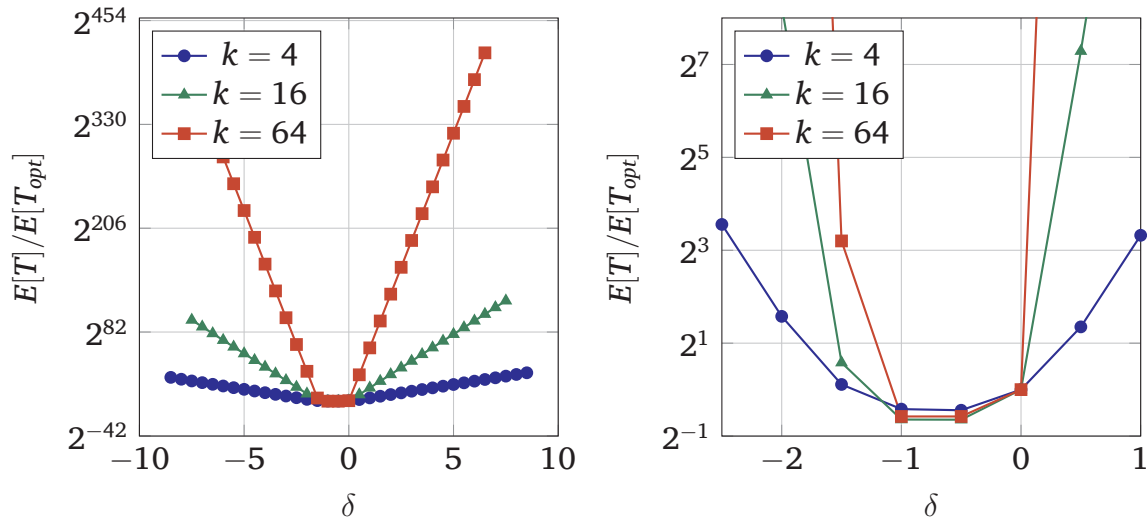 2^454
2^330
2^206
2^82
2^−42
E[T]/E[T_opt]
k = 4
k = 16
k = 64
−10 −5 0 5 10
δ
2^7
2^5
2^3
2^1
2^−1
E[T]/E[T_opt]
k = 4
k = 16
k = 64
−2 −1 0 1
δ